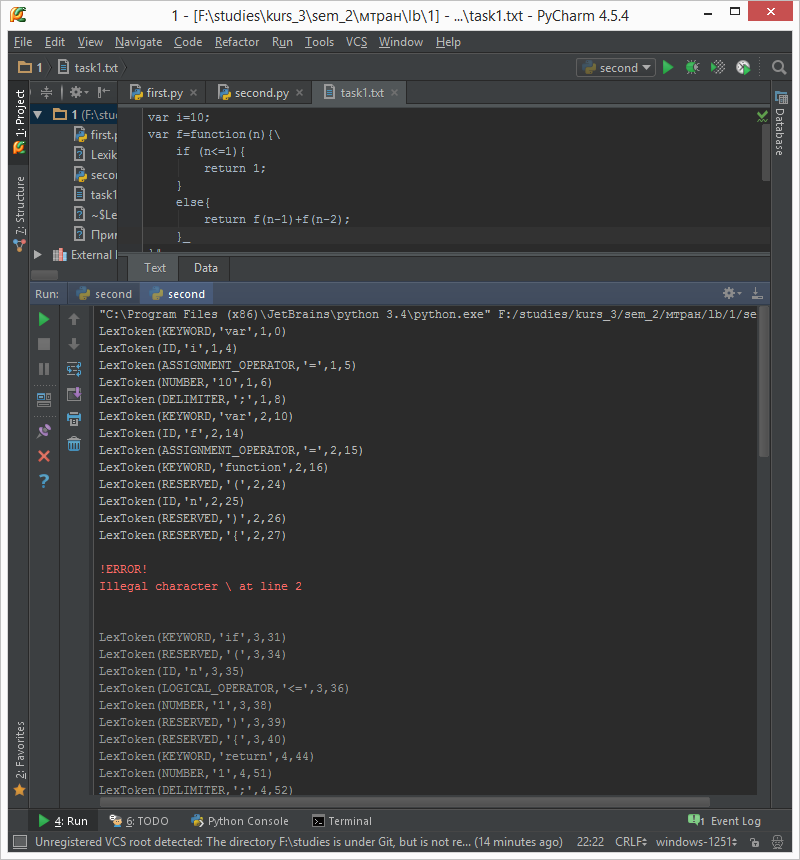 1 - [F:\studies\kurs_3\sem_2\мтран\lb\1] - ...\task1.txt - PyCharm 4.5.4
File Edit View Navigate Code Refactor Run Tools VCS Window Help
1 task1.txt second
1: Project
7: Structure
2: Favorites
Database
first.py second.py task1.txt
1 (F:\stu
first.p
Lexik
seco
task1
~$Le
При
External
var i=10;
var f=function(n){\
if (n<=1){
return 1;
}
else{
return f(n-1)+f(n-2);
}_
Text Data
Run: second second
"C:\Program Files (x86)\JetBrains\python 3.4\python.exe" F:/studies/kurs_3/sem_2/мтран/lb/1/se
LexToken(KEYWORD,'var',1,0)
LexToken(ID,'i',1,4)
LexToken(ASSIGNMENT_OPERATOR,'=',1,5)
LexToken(NUMBER,'10',1,6)
LexToken(DELIMITER,';',1,8)
LexToken(KEYWORD,'var',2,10)
LexToken(ID,'f',2,14)
LexToken(ASSIGNMENT_OPERATOR,'=',2,15)
LexToken(KEYWORD,'function',2,16)
LexToken(RESERVED,'(',2,24)
LexToken(ID,'n',2,25)
LexToken(RESERVED,')',2,26)
LexToken(RESERVED,'{',2,27)
!ERROR!
Illegal character \ at line 2
LexToken(KEYWORD,'if',3,31)
LexToken(RESERVED,'(',3,34)
LexToken(ID,'n',3,35)
LexToken(LOGICAL_OPERATOR,'<=',3,36)
LexToken(NUMBER,'1',3,38)
LexToken(RESERVED,')',3,39)
LexToken(RESERVED,'{',3,40)
LexToken(KEYWORD,'return',4,44)
LexToken(NUMBER,'1',4,51)
LexToken(DELIMITER,';',4,52)
4: Run 6: TODO Python Console Terminal 1 Event Log
Unregistered VCS root detected: The directory F:\studies is under Git, but is not re... (14 minutes ago) 22:22 CRLF windows-1251